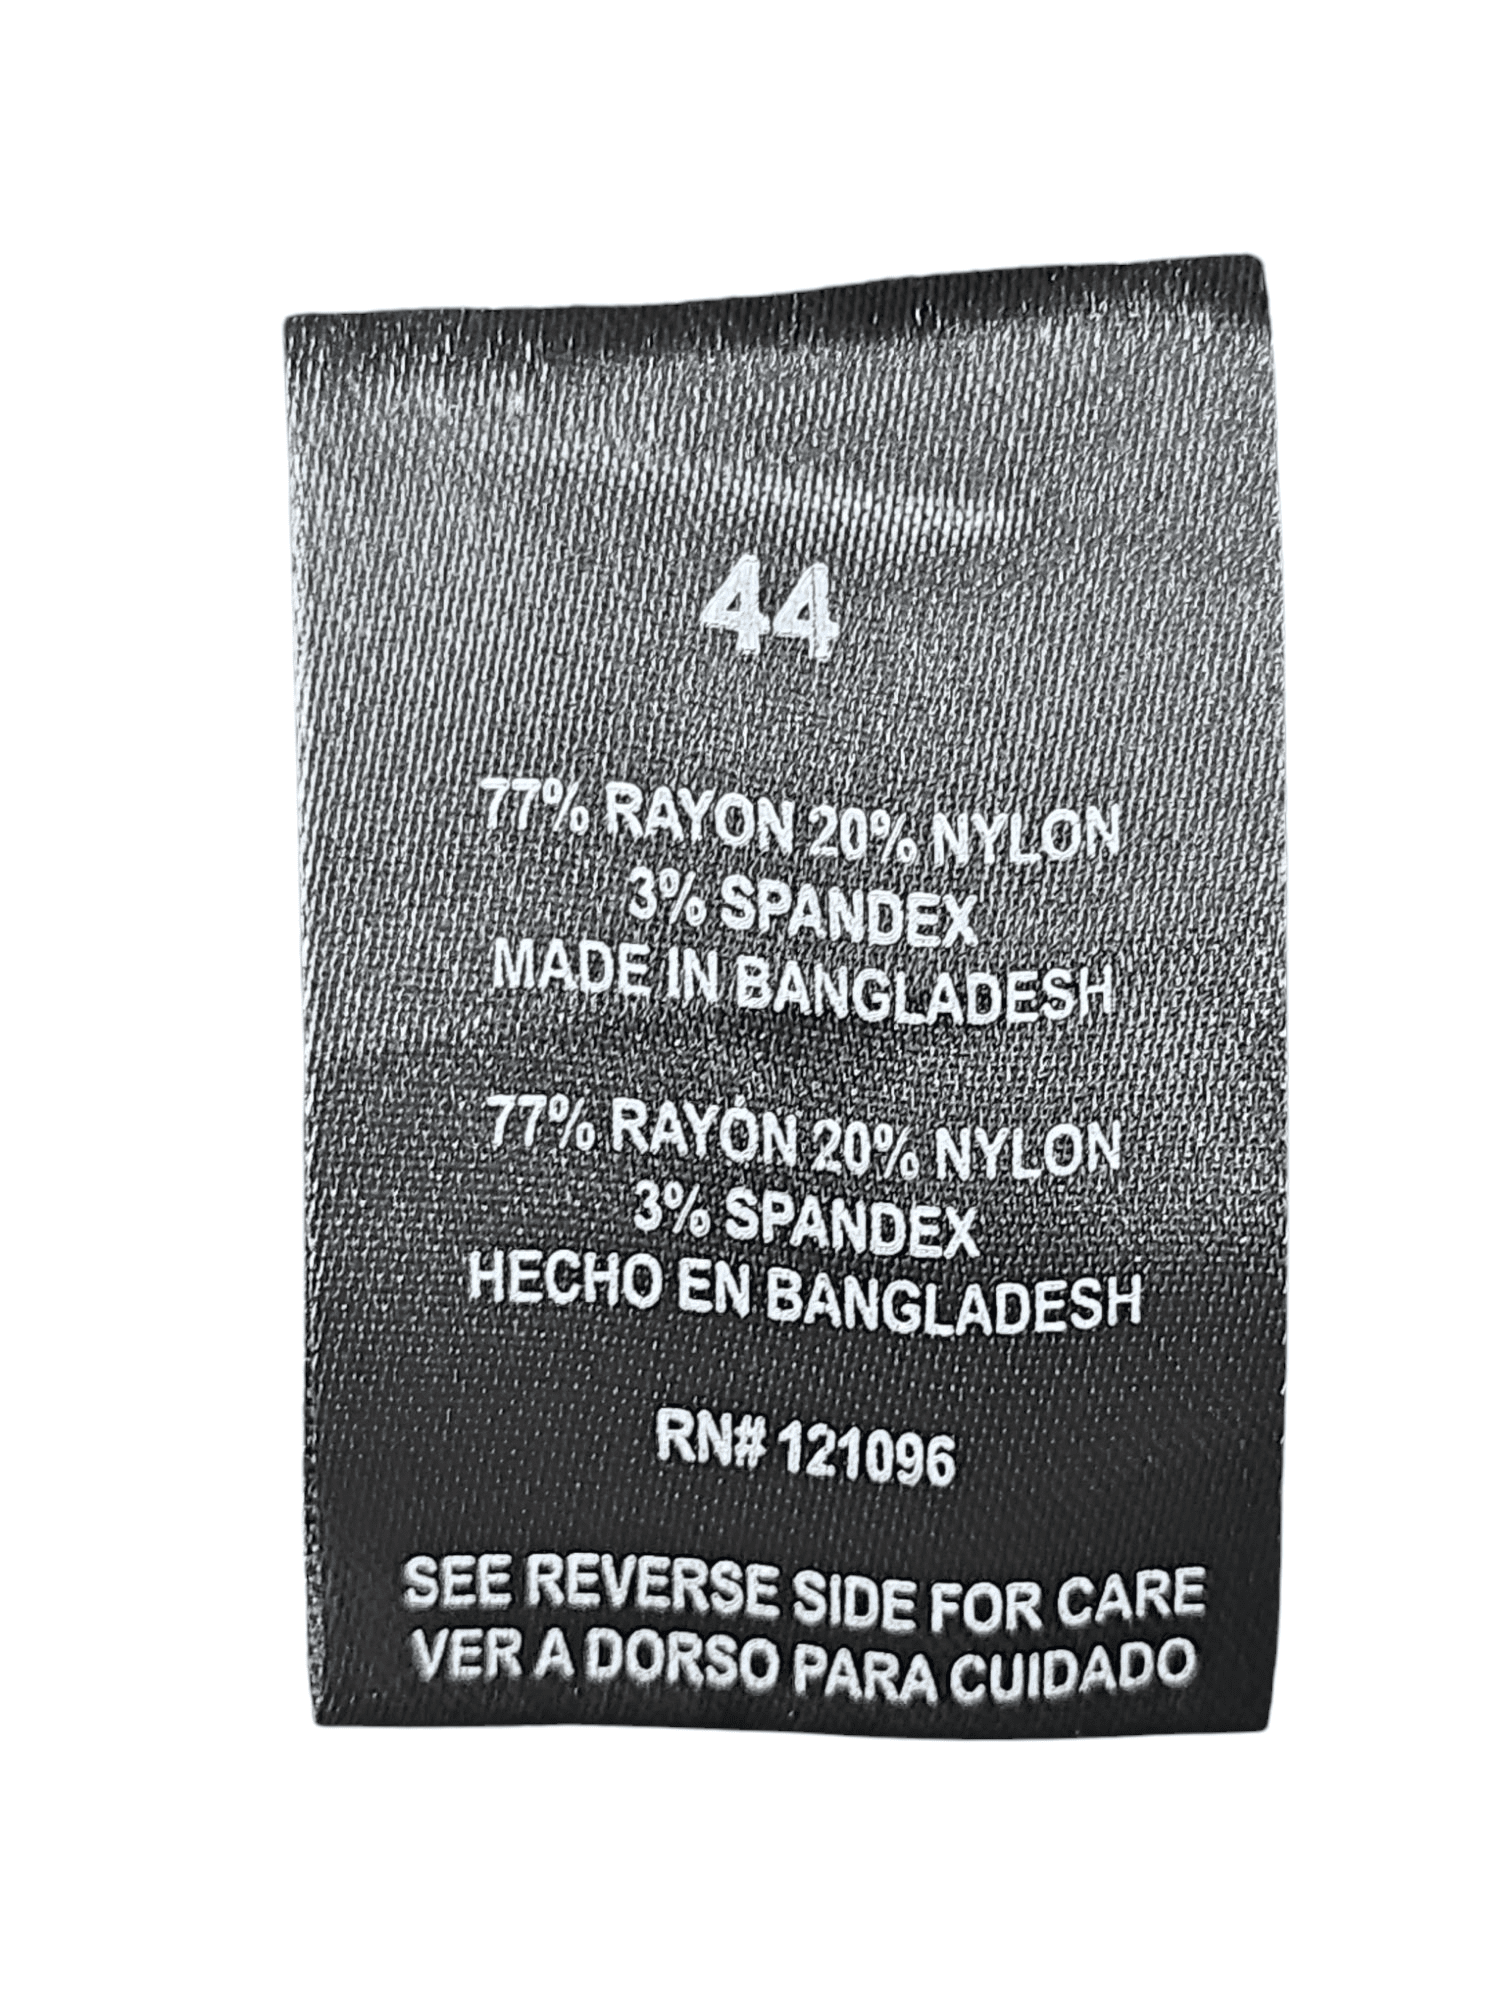 44
77% RAYON 20% NYLON
3% SPANDEX
MADE IN BANGLADESH
77% RAYÓN 20% NYLON
3% SPANDEX
HECHO EN BANGLADESH
RN# 121096
SEE REVERSE SIDE FOR CARE
VER A DORSO PARA CUIDADO